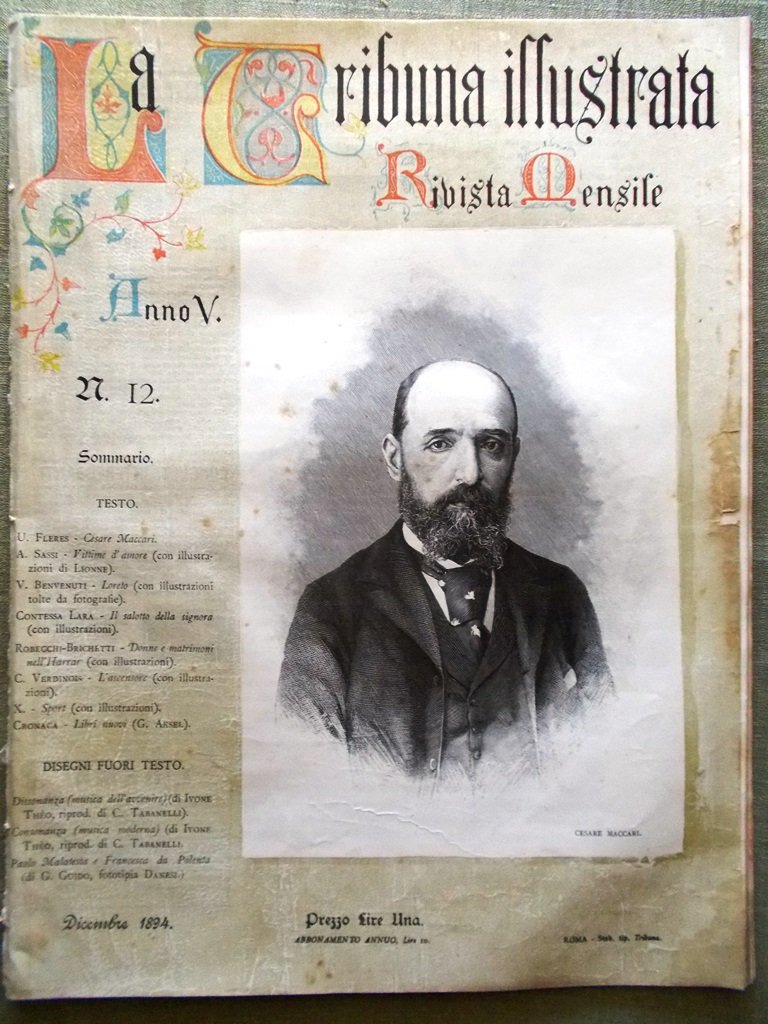 La Tribuna illustrata
Rivista Mensile
Anno V.
N. 12.
Sommario.
TESTO.
U. FLERES - Cesare Maccari.
A. SASSI - Vittime d'amore (con illustra-
zioni di LIONNE).
V. BENVENUTI - Loreto (con illustrazioni
tolte da fotografie).
CONTESSA LARA - Il salotto della signora
(con illustrazioni).
ROBECCHI-BRICHETTI - Donne e matrimoni
nell'Harrar (con illustrazioni).
C. VERDINOIS - L'ascensore (con illustra-
zioni).
X. - Sport (con illustrazioni).
CRONACA - Libri nuovi (G. ARSEL).
DISEGNI FUORI TESTO.
Dissonanza (musica dell'avvenire) (di IVONE
THÉO, riprod. di C. TABANELLI).
Consonanza (musica moderna) (di IVONE
THÉO, riprod. di C. TABANELLI.
Paolo Malatesta e Francesca da Polenta
(di G. GUIDO, fototipia DANESI.)
CESARE MACCARI.
Dicembre 1894.
Prezzo Lire Una.
ABBONAMENTO ANNUO, Lire 10.
ROMA - Stab. tip. Tribuna.